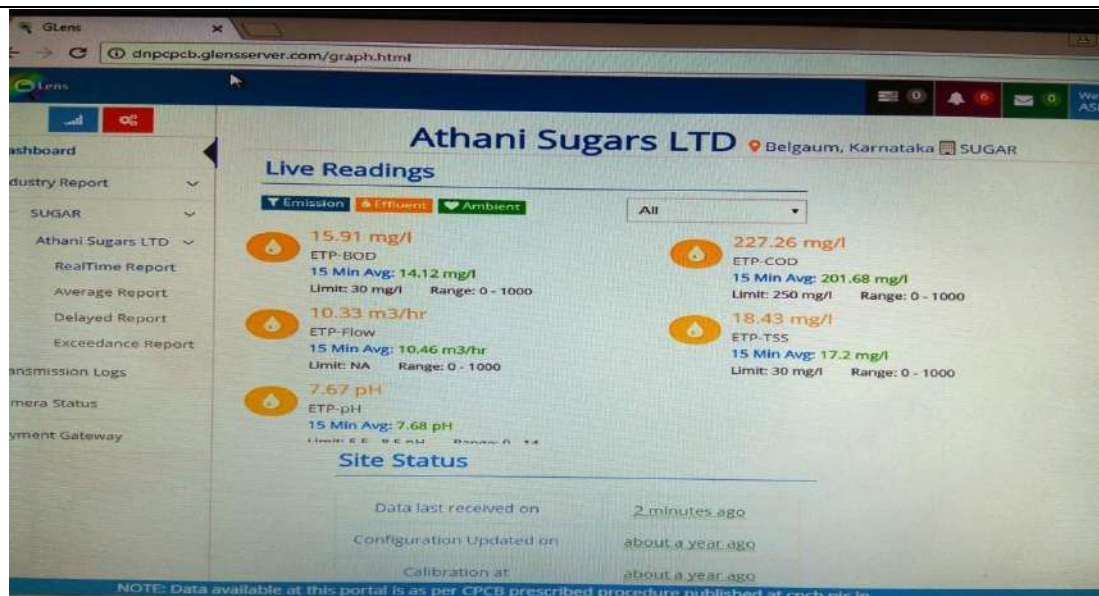 GLens
dnpcpcb.glensserver.com/graph.html
GLens
0 6 0
Athani Sugars LTD Belgaum, Karnataka SUGAR
ashboard
dustry Report
SUGAR
Athani Sugars LTD
RealTime Report
Average Report
Delayed Report
Exceedance Report
ansmission Logs
mera Status
yment Gateway
Live Readings
Emission Effluent Ambient All
15.91 mg/l
ETP-BOD
15 Min Avg: 14.12 mg/l
Limit: 30 mg/l Range: 0 - 1000
227.26 mg/l
ETP-COD
15 Min Avg: 201.68 mg/l
Limit: 250 mg/l Range: 0 - 1000
10.33 m3/hr
ETP-Flow
15 Min Avg: 10.46 m3/hr
Limit: NA Range: 0 - 1000
18.43 mg/l
ETP-TSS
15 Min Avg: 17.2 mg/l
Limit: 30 mg/l Range: 0 - 1000
7.67 pH
ETP-pH
15 Min Avg: 7.68 pH
Site Status
Data last received on 2 minutes ago
Configuration Updated on about a year ago
Calibration at about a year ago
NOTE: Data available at this portal is as per CPCB prescribed procedure published at cpcb.nic.in